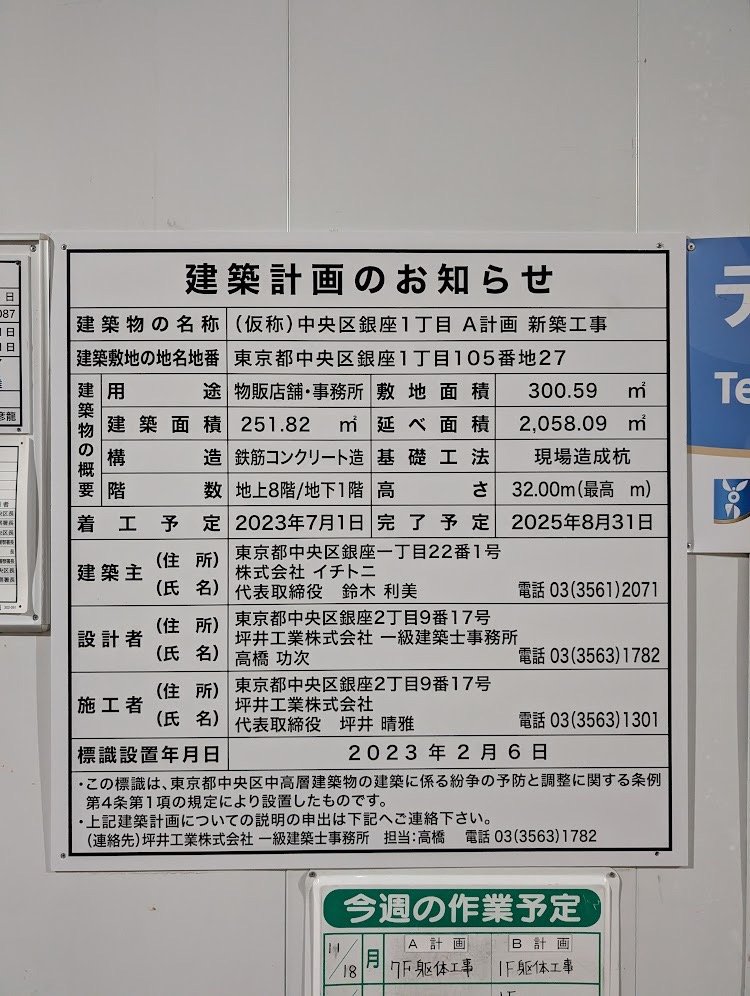 建築計画のお知らせ
建築物の名称 (仮称)中央区銀座1丁目 A計画 新築工事
建築敷地の地名地番 東京都中央区銀座1丁目105番地27
建築物の概要
用途 物販店舗・事務所 敷地面積 300.59 ㎡
建築面積 251.82 ㎡ 延べ面積 2,058.09 ㎡
構造 鉄筋コンクリート造 基礎工法 現場造成杭
階数 地上8階/地下1階 高さ 32.00m(最高 m)
着工予定 2023年7月1日 完了予定 2025年8月31日
建築主 (住所) 東京都中央区銀座一丁目22番1号
株式会社 イチトニ
(氏名) 代表取締役 鈴木 利美 電話 03(3561)2071
設計者 (住所) 東京都中央区銀座2丁目9番17号
坪井工業株式会社 一級建築士事務所
(氏名) 高橋 功次 電話 03(3563)1782
施工者 (住所) 東京都中央区銀座2丁目9番17号
坪井工業株式会社
(氏名) 代表取締役 坪井 晴雅 電話 03(3563)1301
標識設置年月日 2023年2月6日
・この標識は、東京都中央区中高層建築物の建築に係る紛争の予防と調整に関する条例
第4条第1項の規定により設置したものです。
・上記建築計画についての説明の申出は下記へご連絡下さい。
(連絡先)坪井工業株式会社 一級建築士事務所 担当:高橋 電話 03(3563)1782
今週の作業予定
A計画 B計画
11/18 月 7F躯体工事 1F躯体工事
1F
日
087
日
日
彦龍
テ
Te